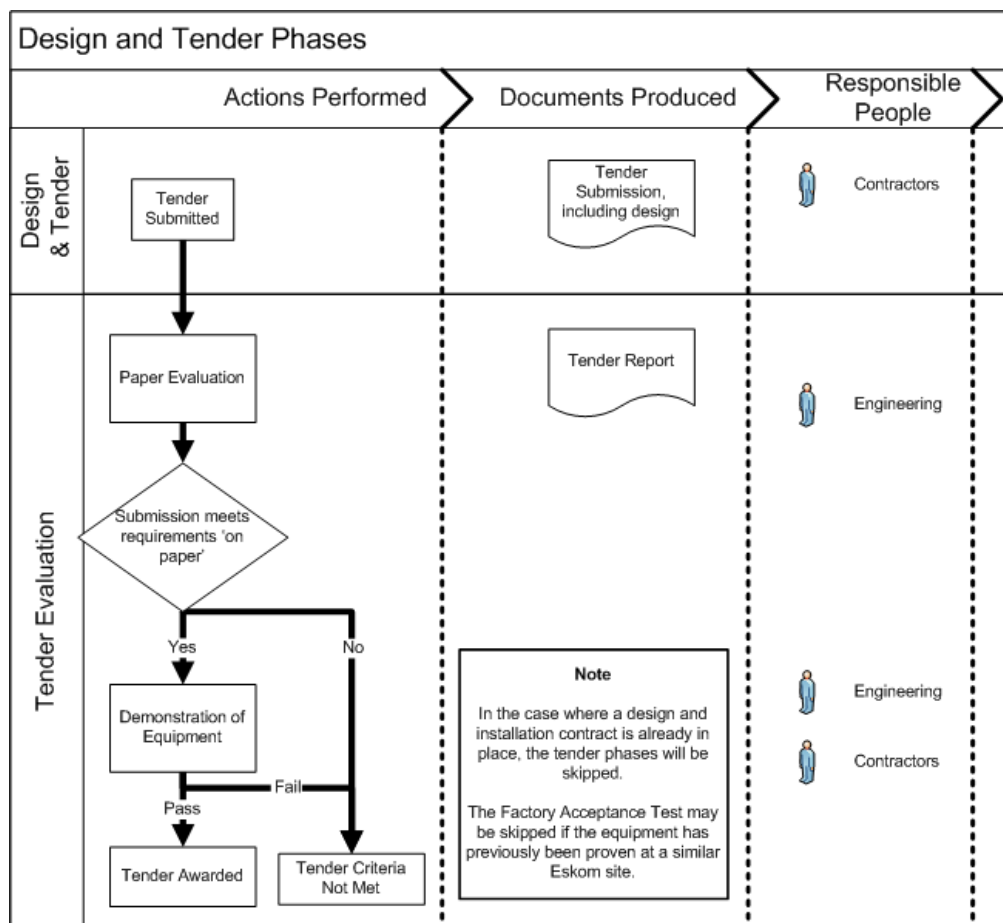 Design and Tender Phases
Actions Performed
Documents Produced
Responsible
People
Design
& Tender
Tender
Submitted
Tender
Submission,
including design
Contractors
Tender Evaluation
Paper Evaluation
Tender Report
Engineering
Submission meets
requirements 'on
paper'
Yes
No
Demonstration of
Equipment
Fail
Pass
Tender Awarded
Tender Criteria
Not Met
Note
In the case where a design and
installation contract is already in
place, the tender phases will be
skipped.
The Factory Acceptance Test may
be skipped if the equipment has
previously been proven at a similar
Eskom site.
Engineering
Contractors